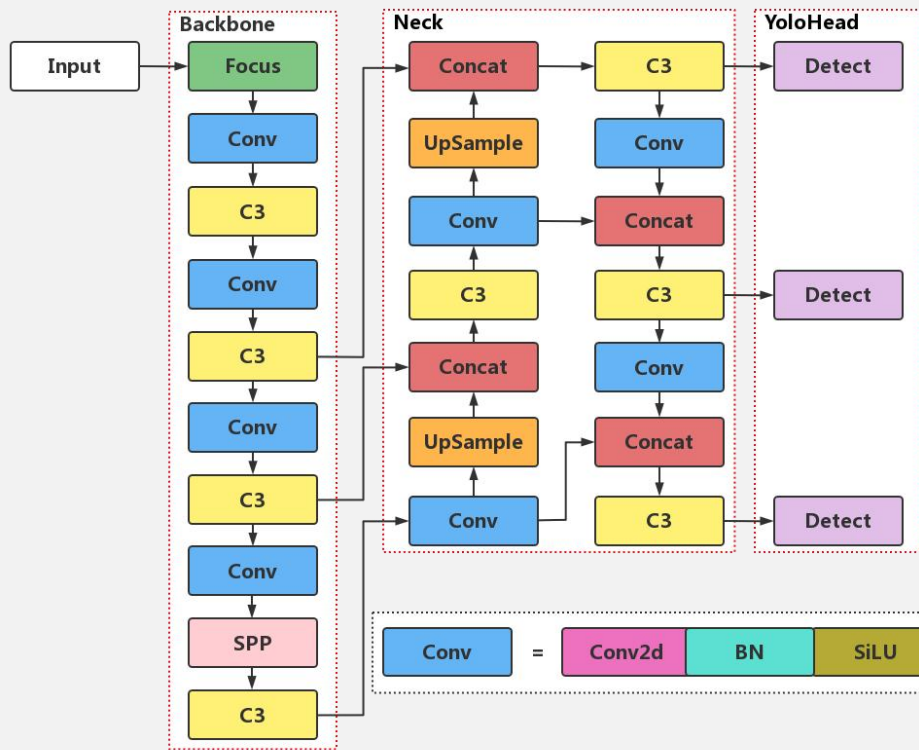 Backbone
Neck
YoloHead
Input
Focus
Concat
C3
Detect
Conv
UpSample
Conv
C3
Conv
Concat
Conv
C3
C3
Detect
C3
Concat
Conv
Conv
UpSample
Concat
C3
Conv
C3
Detect
Conv
SPP
Conv
=
Conv2d
BN
SiLU
C3